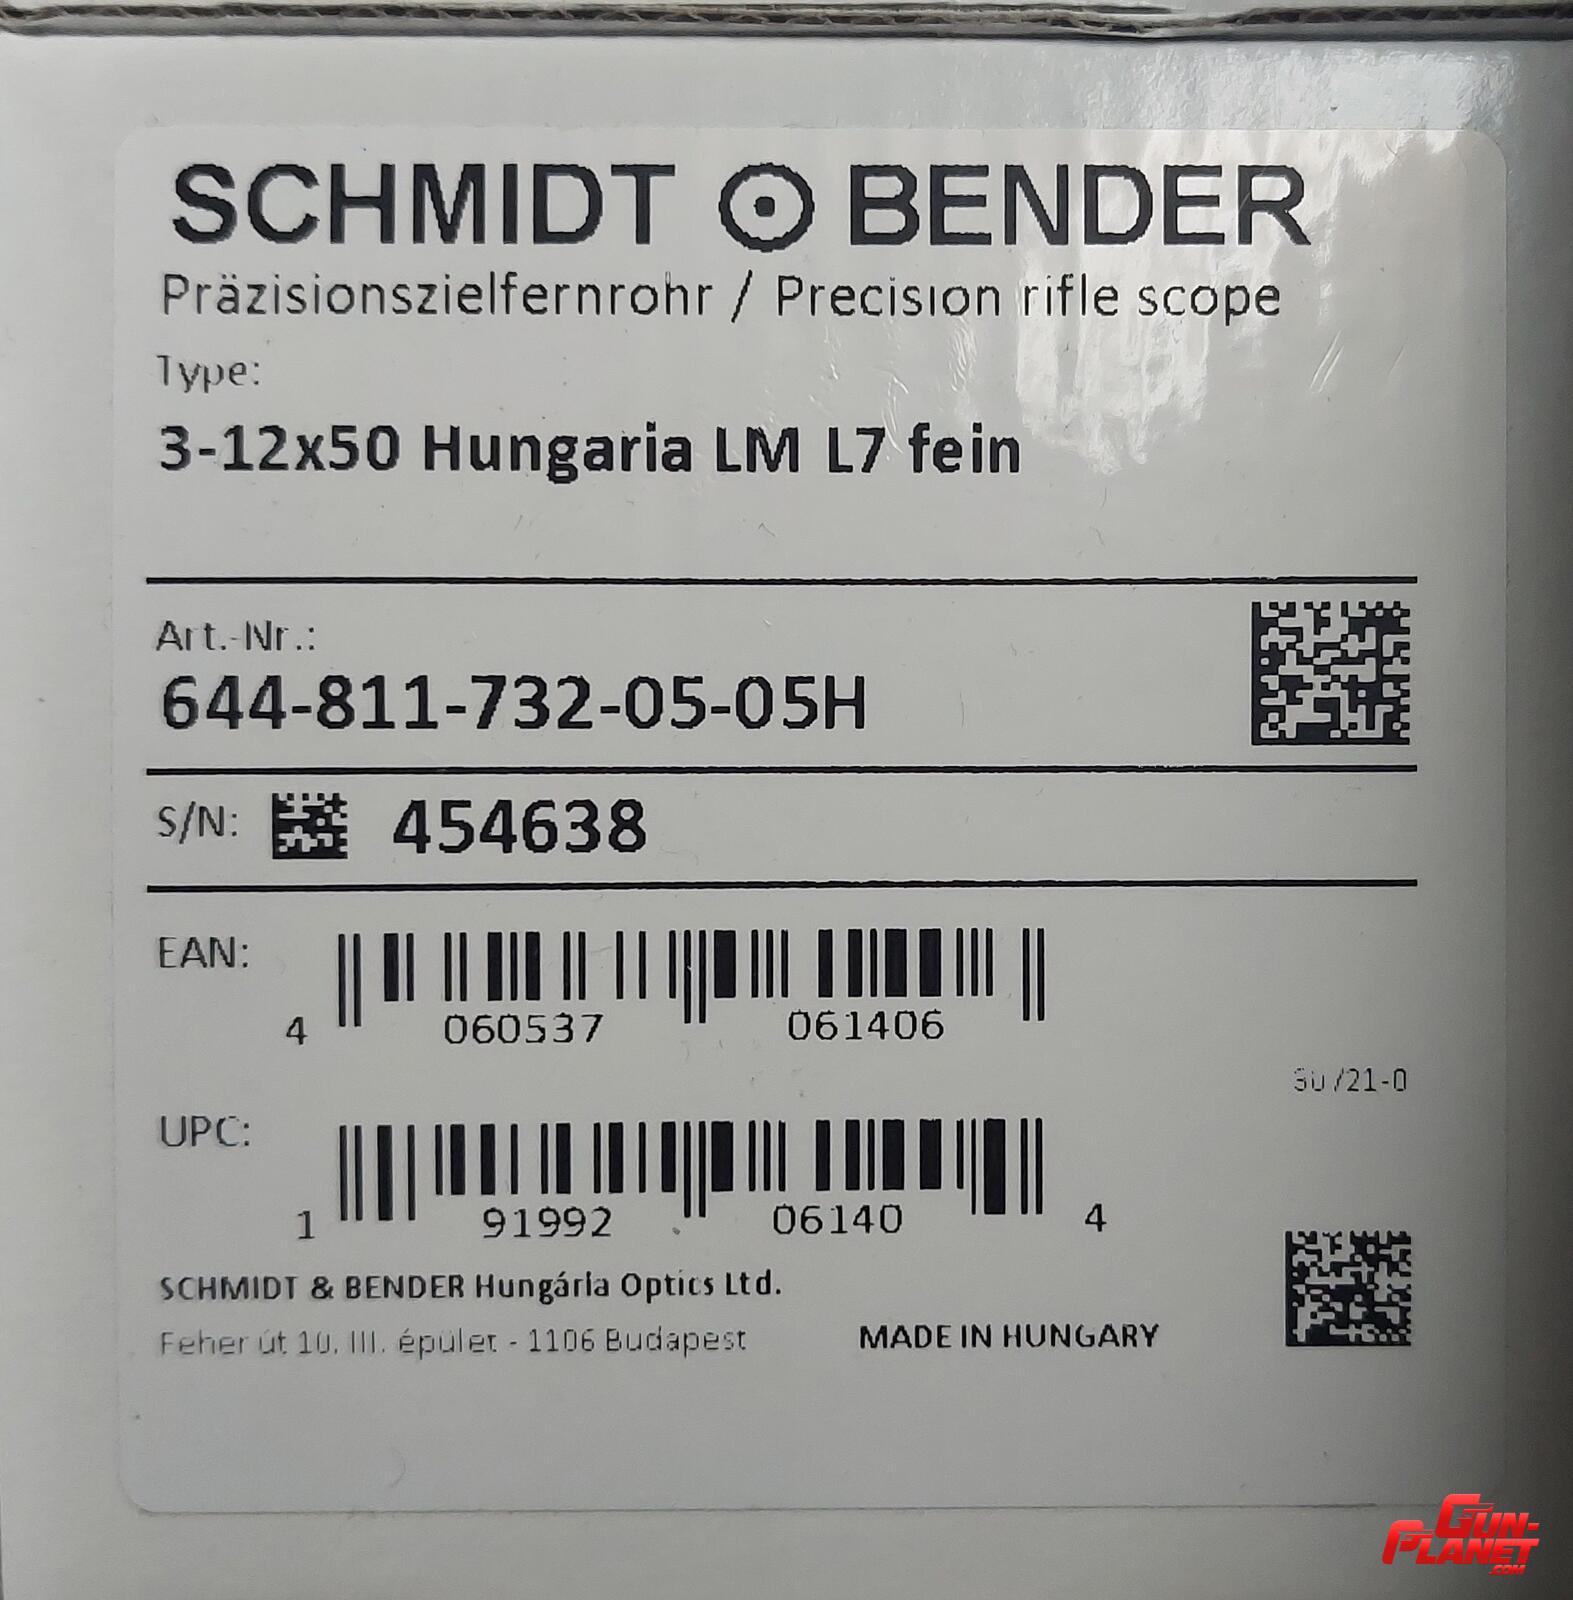 SCHMIDT BENDER
Präzisionszielfernrohr / Precision rifle scope
Type:
3-12x50 Hungaria LM L7 fein
Art.-Nr.:
644-811-732-05-05H
S/N: 454638
EAN:
4 060537 061406
/21-0
UPC:
1 91992 06140 4
SCHMIDT & BENDER Hungária Optics Ltd.
Feher út 10. III. épület - 1106 Budapest MADE IN HUNGARY
GUN-PLANET.COM